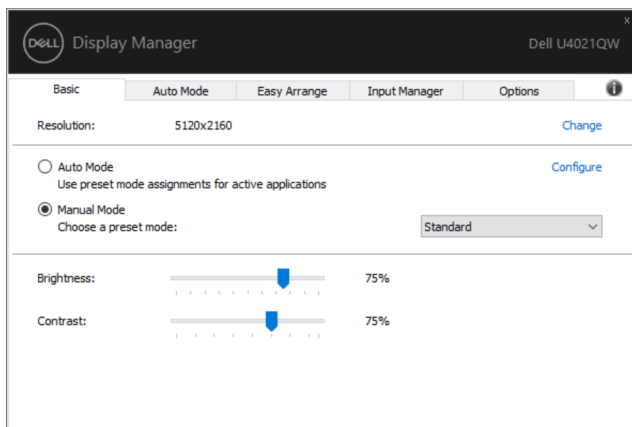 x
DELL Display Manager Dell U4021QW
Basic Auto Mode Easy Arrange Input Manager Options i
Resolution: 5120x2160 Change
Auto Mode Configure
Use preset mode assignments for active applications
Manual Mode
Choose a preset mode: Standard
Brightness: 75%
Contrast: 75%